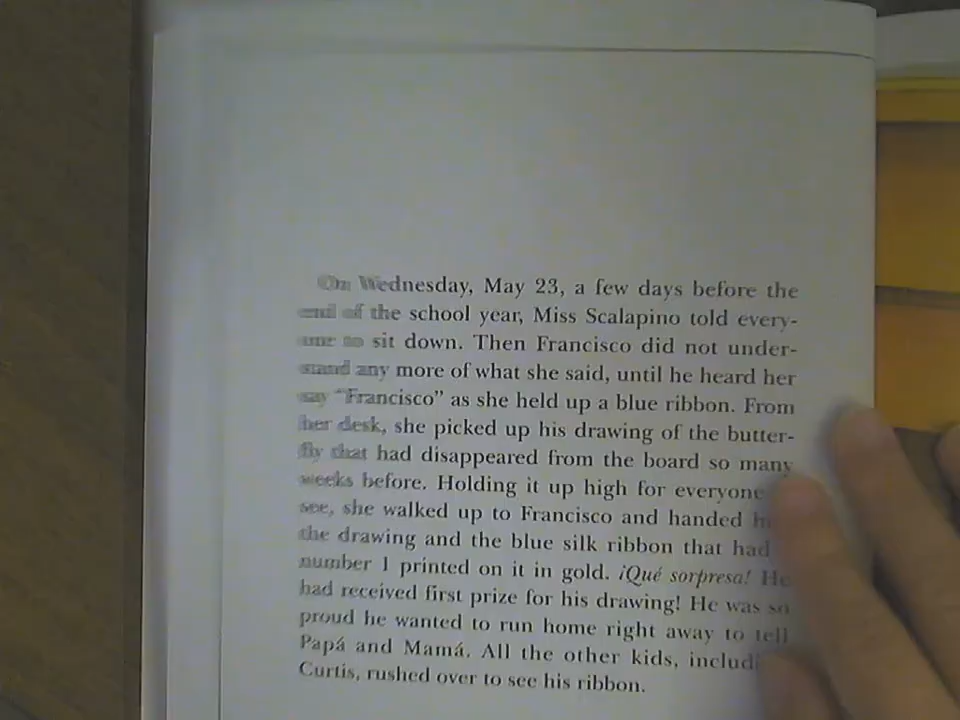 On Wednesday, May 23, a few days before the
end of the school year, Miss Scalapino told every-
one to sit down. Then Francisco did not under-
stand any more of what she said, until he heard her
say "Francisco" as she held up a blue ribbon. From
her desk, she picked up his drawing of the butter-
fly that had disappeared from the board so many
weeks before. Holding it up high for everyone
see, she walked up to Francisco and handed
the drawing and the blue silk ribbon that had
number 1 printed on it in gold. ¡Qué sorpresa! He
had received first prize for his drawing! He was so
proud he wanted to run home right away to tell
Papá and Mamá. All the other kids,
Curtis, rushed over to see his ribbon.